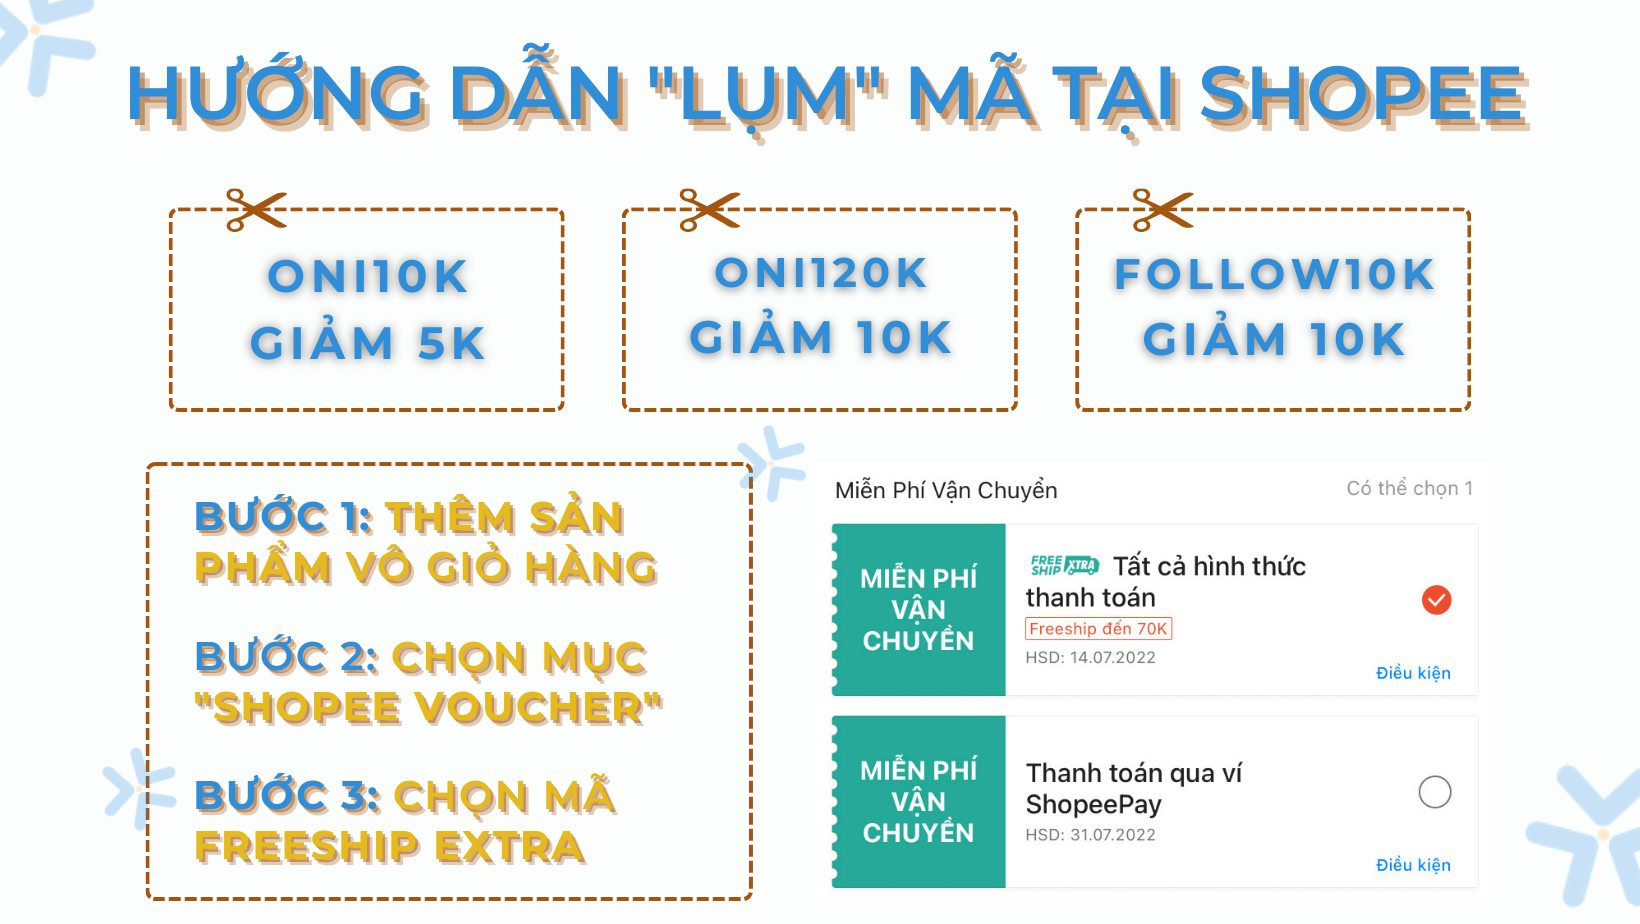 HƯỚNG DẪN "LỤM" MÃ TẠI SHOPEE
ONI10K
GIẢM 5K
ONI120K
GIẢM 10K
FOLLOW10K
GIẢM 10K
BƯỚC 1: THÊM SẢN
PHẨM VÔ GIỎ HÀNG
BƯỚC 2: CHỌN MỤC
"SHOPEE VOUCHER"
BƯỚC 3: CHỌN MÃ
FREESHIP EXTRA
Miễn Phí Vận Chuyển
Có thể chọn 1
MIỄN PHÍ
VẬN
CHUYỂN
FREE SHIP XTRA Tất cả hình thức
thanh toán
Freeship đến 70K
HSD: 14.07.2022
Điều kiện
MIỄN PHÍ
VẬN
CHUYỂN
Thanh toán qua ví
ShopeePay
HSD: 31.07.2022
Điều kiện